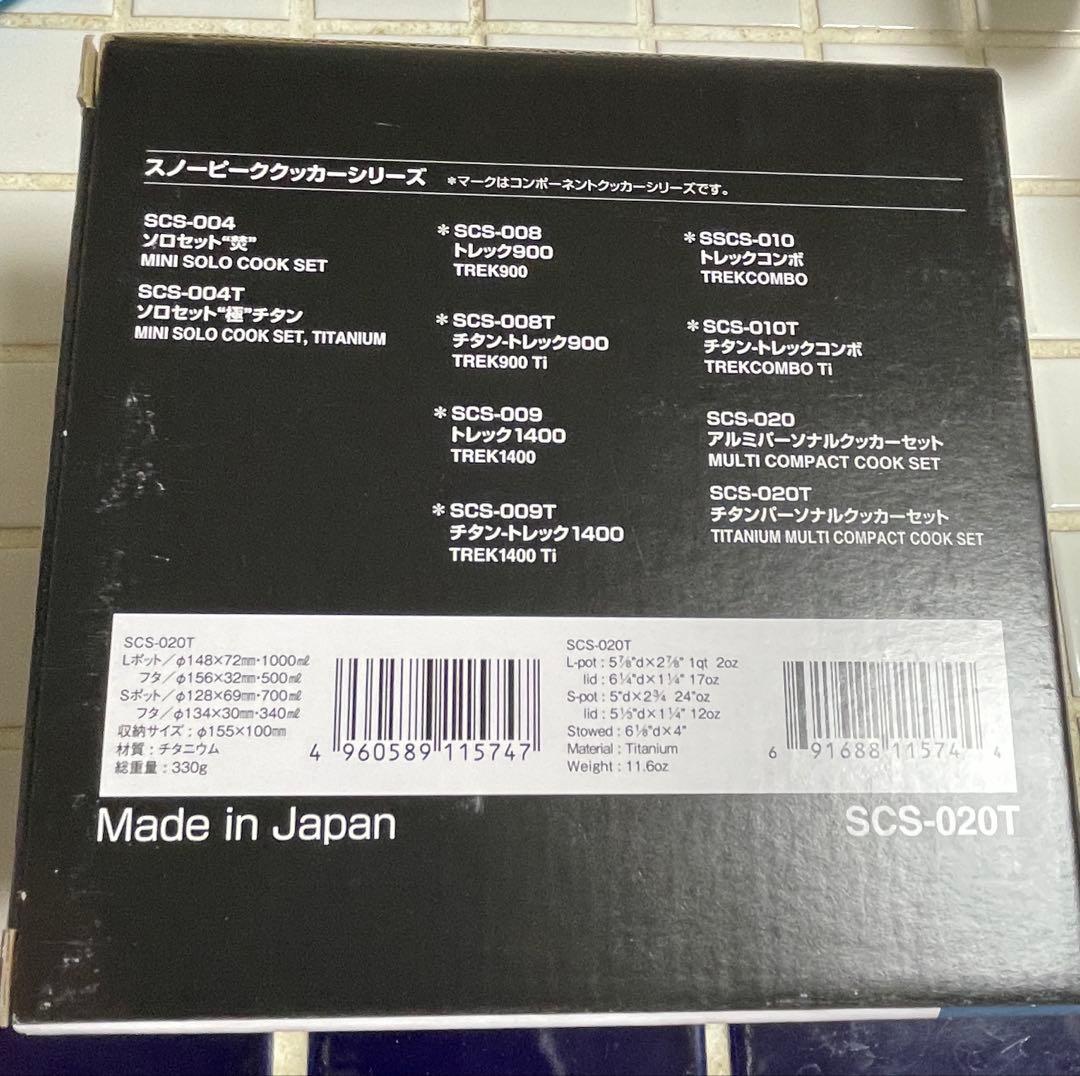 スノーピーククッカーシリーズ *マークはコンポーネントクッカーシリーズです。
SCS-004
ソロセット“焚”
MINI SOLO COOK SET
SCS-004T
ソロセット“極”チタン
MINI SOLO COOK SET, TITANIUM
*SCS-008
トレック900
TREK900
*SCS-008T
チタン-トレック900
TREK900 Ti
*SCS-009
トレック1400
TREK1400
*SCS-009T
チタン-トレック1400
TREK1400 Ti
*SSCS-010
トレックコンボ
TREKCOMBO
*SCS-010T
チタン-トレックコンボ
TREKCOMBO Ti
SCS-020
アルミパーソナルクッカーセット
MULTI COMPACT COOK SET
SCS-020T
チタンパーソナルクッカーセット
TITANIUM MULTI COMPACT COOK SET
SCS-020T
Lポット/φ148×72㎜・1000㎖
フタ/φ156×32㎜・500㎖
Sポット/φ128×69㎜・700㎖
フタ/φ134×30㎜・340㎖
収納サイズ:φ155×100㎜
材質:チタニウム
総重量:330g
4 960589 115747
SCS-020T
L-pot : 5⅞"d×2⅞" 1qt 2oz
lid : 6¼"d×1¼" 17oz
S-pot : 5"d×2¾ 24"oz
lid : 5⅓"d×1¼" 12oz
Stowed : 6⅛"d×4"
Material : Titanium
Weight : 11.6oz
6 91688 11574 4
Made in Japan
SCS-020T